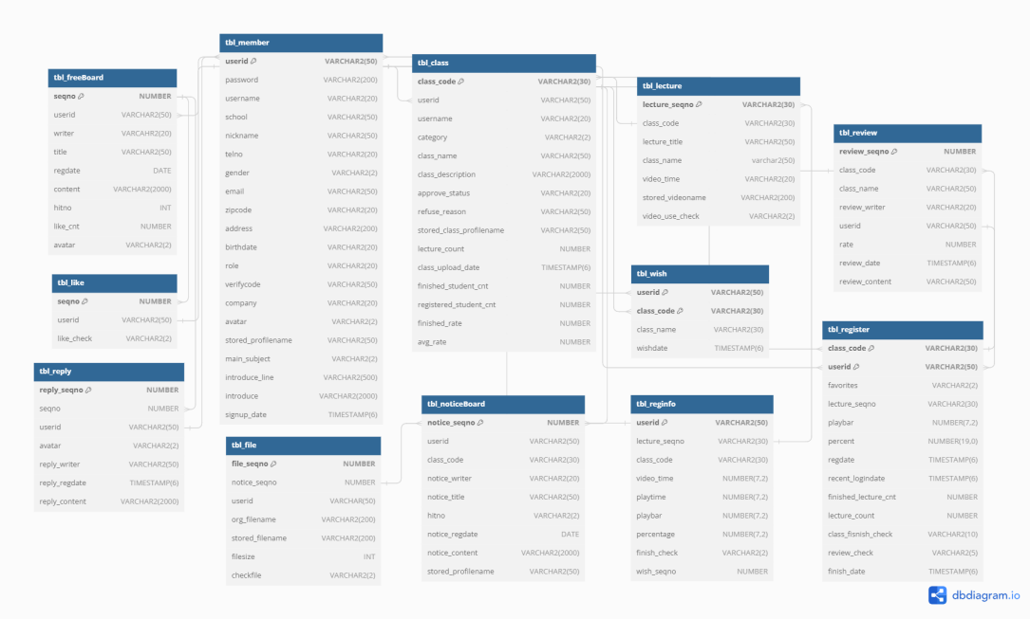 tbl_freeBoard
seqno NUMBER
userid VARCHAR2(50)
writer VARCAHR2(20)
title VARCHAR2(50)
regdate DATE
content VARCHAR2(2000)
hitno INT
like_cnt NUMBER
avatar VARCHAR2(2)
tbl_like
seqno NUMBER
userid VARCHAR2(50)
like_check VARCHAR2(2)
tbl_reply
reply_seqno NUMBER
seqno NUMBER
userid VARCHAR2(50)
avatar VARCHAR2(2)
reply_writer VARCHAR2(50)
reply_regdate TIMESTAMP(6)
reply_content VARCHAR2(2000)
tbl_member
userid VARCHAR2(50)
password VARCHAR2(200)
username VARCHAR2(20)
school VARCHAR2(50)
nickname VARCHAR2(50)
telno VARCHAR2(20)
gender VARCHAR2(2)
email VARCHAR2(50)
zipcode VARCHAR2(20)
address VARCHAR2(200)
birthdate VARCHAR2(20)
role VARCHAR2(20)
verifycode VARCHAR2(50)
company VARCHAR2(20)
avatar VARCHAR2(2)
stored_profilename VARCHAR2(50)
main_subject VARCHAR2(2)
introduce_line VARCHAR2(500)
introduce VARCHAR2(2000)
signup_date TIMESTAMP(6)
tbl_file
file_seqno NUMBER
notice_seqno NUMBER
userid VARCHAR(50)
org_filename VARCHAR2(200)
stored_filename VARCHAR2(200)
filesize INT
checkfile VARCHAR2(2)
tbl_class
class_code VARCHAR2(30)
userid VARCHAR2(50)
username VARCHAR2(20)
category VARCHAR2(2)
class_name VARCHAR2(50)
class_description VARCHAR2(2000)
approve_status VARCHAR2(20)
refuse_reason VARCHAR2(50)
stored_class_profilename VARCHAR2(50)
lecture_count NUMBER
class_upload_date TIMESTAMP(6)
finished_student_cnt NUMBER
registered_student_cnt NUMBER
finished_rate NUMBER
avg_rate NUMBER
tbl_noticeBoard
notice_seqno NUMBER
userid VARCHAR2(50)
class_code VARCHAR2(30)
notice_writer VARCHAR2(20)
notice_title VARCHAR2(50)
hitno VARCHAR2(2)
notice_regdate DATE
notice_content VARCHAR2(2000)
stored_profilename VARCHAR2(50)
tbl_lecture
lecture_seqno VARCHAR2(30)
class_code VARCHAR2(30)
lecture_title VARCHAR2(50)
class_name varchar2(50)
video_time VARCHAR2(20)
stored_videoname VARCHAR2(200)
video_use_check VARCHAR2(2)
tbl_wish
userid VARCHAR2(50)
class_code VARCHAR2(30)
class_name VARCHAR2(30)
wishdate TIMESTAMP(6)
tbl_reginfo
userid VARCHAR2(50)
lecture_seqno VARCHAR2(30)
class_code VARCHAR2(30)
video_time NUMBER(7,2)
playtime NUMBER(7,2)
playbar NUMBER(7,2)
percentage NUMBER(7,2)
finish_check VARCHAR2(2)
wish_seqno NUMBER
tbl_review
review_seqno NUMBER
class_code VARCHAR2(30)
class_name VARCHAR2(50)
review_writer VARCHAR2(20)
userid VARCHAR2(50)
rate NUMBER
review_date TIMESTAMP(6)
review_content VARCHAR2(50)
tbl_register
class_code VARCHAR2(30)
userid VARCHAR2(50)
favorites VARCHAR2(2)
lecture_seqno VARCHAR2(30)
playbar NUMBER(7,2)
percent NUMBER(19,0)
regdate TIMESTAMP(6)
recent_logindate TIMESTAMP(6)
finished_lecture_cnt NUMBER
lecture_count NUMBER
class_fisnish_check VARCHAR2(10)
review_check VARCHAR2(5)
finish_date TIMESTAMP(6)
dbdiagram.io